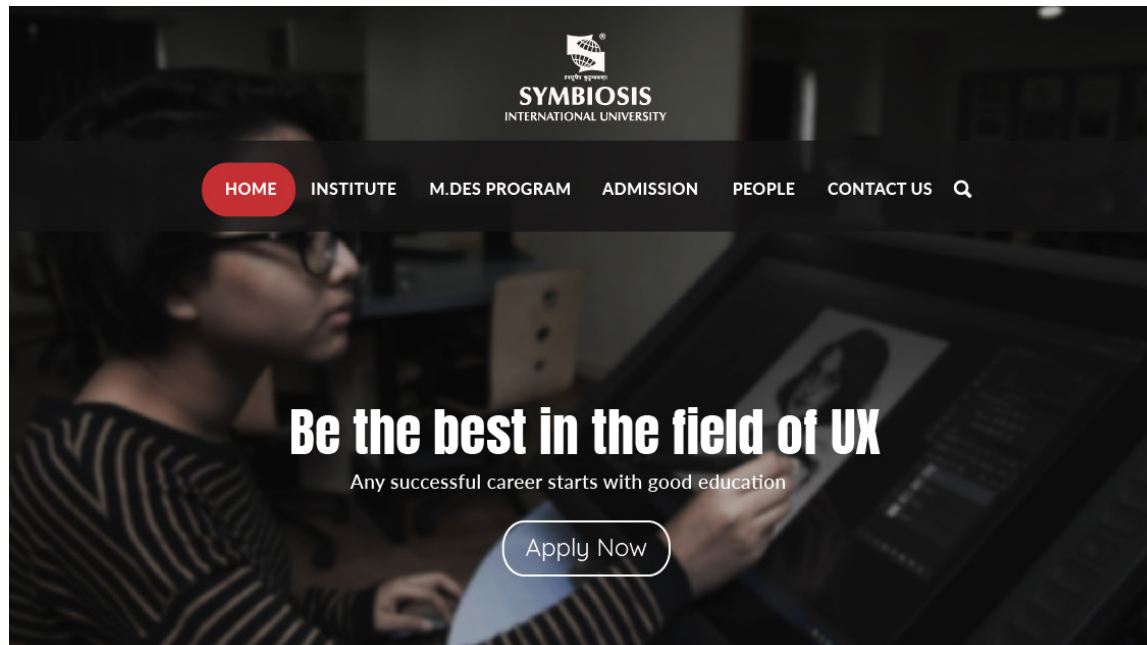 ®
SYMBIOSIS
INTERNATIONAL UNIVERSITY
HOME INSTITUTE M.DES PROGRAM ADMISSION PEOPLE CONTACT US
Be the best in the field of UX
Any successful career starts with good education
Apply Now